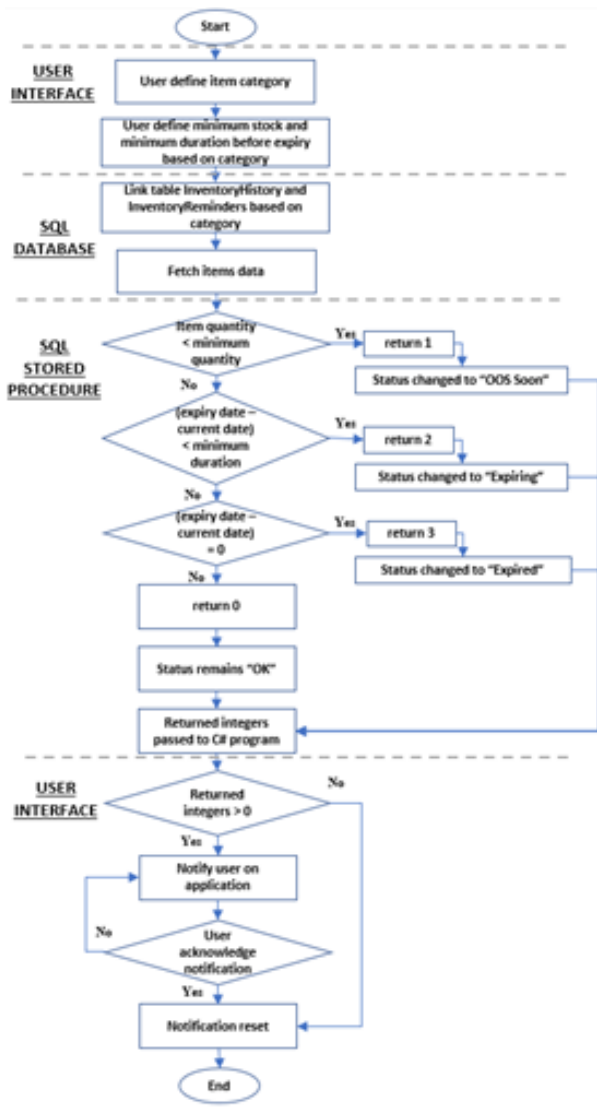 Start
USER
INTERFACE
User define item category
User define minimum stock and
minimum duration before expiry
based on category
SQL
DATABASE
Link table InventoryHistory and
InventoryReminders based on
category
Fetch items data
SQL
STORED
PROCEDURE
Item quantity
< minimum
quantity
Yes
return 1
Status changed to "OOS Soon"
No
(expiry date –
current date)
< minimum
duration
Yes
return 2
Status changed to "Expiring"
No
(expiry date –
current date)
= 0
Yes
return 3
Status changed to "Expired"
No
return 0
Status remains "OK"
Returned integers
passed to C# program
USER
INTERFACE
Returned
integers > 0
No
Yes
Notify user on
application
No
User
acknowledge
notification
Yes
Notification reset
End